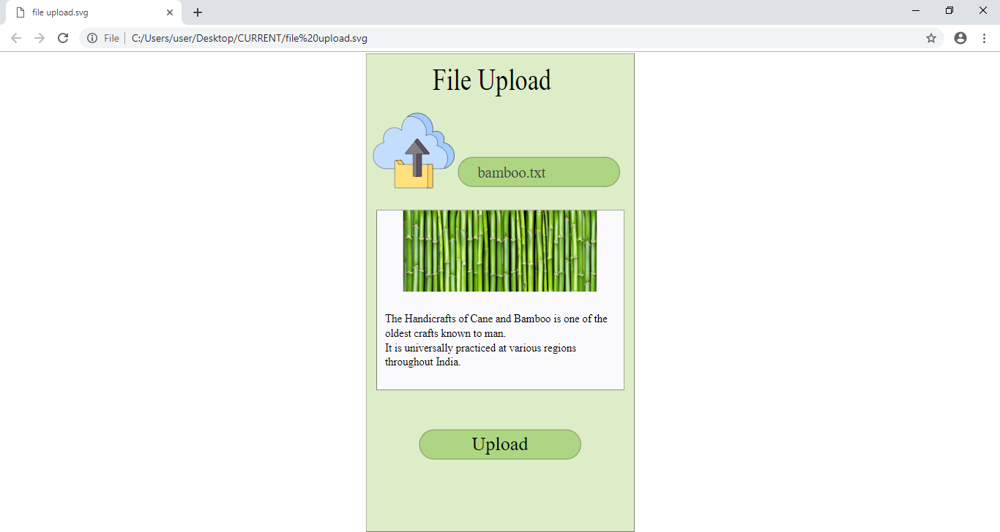 file upload.svg
File
C:/Users/user/Desktop/CURRENT/file%20upload.svg
File Upload
bamboo.txt
The Handicrafts of Cane and Bamboo is one of the
oldest crafts known to man.
It is universally practiced at various regions
throughout India.
Upload